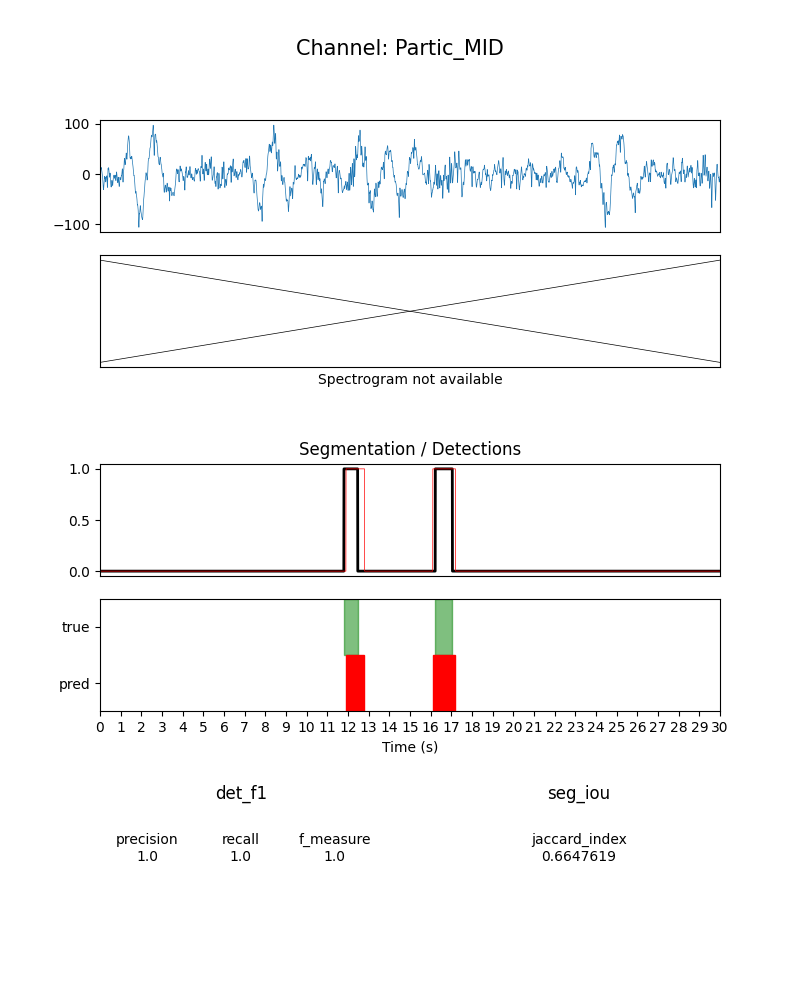 Channel: Partic_MID
100
0
−100
Spectrogram not available
Segmentation / Detections
1.0
0.5
0.0
true
pred
0 1 2 3 4 5 6 7 8 9 10 11 12 13 14 15 16 17 18 19 20 21 22 23 24 25 26 27 28 29 30
Time (s)
det_f1 seg_iou
precision recall f_measure jaccard_index
1.0 1.0 1.0 0.6647619